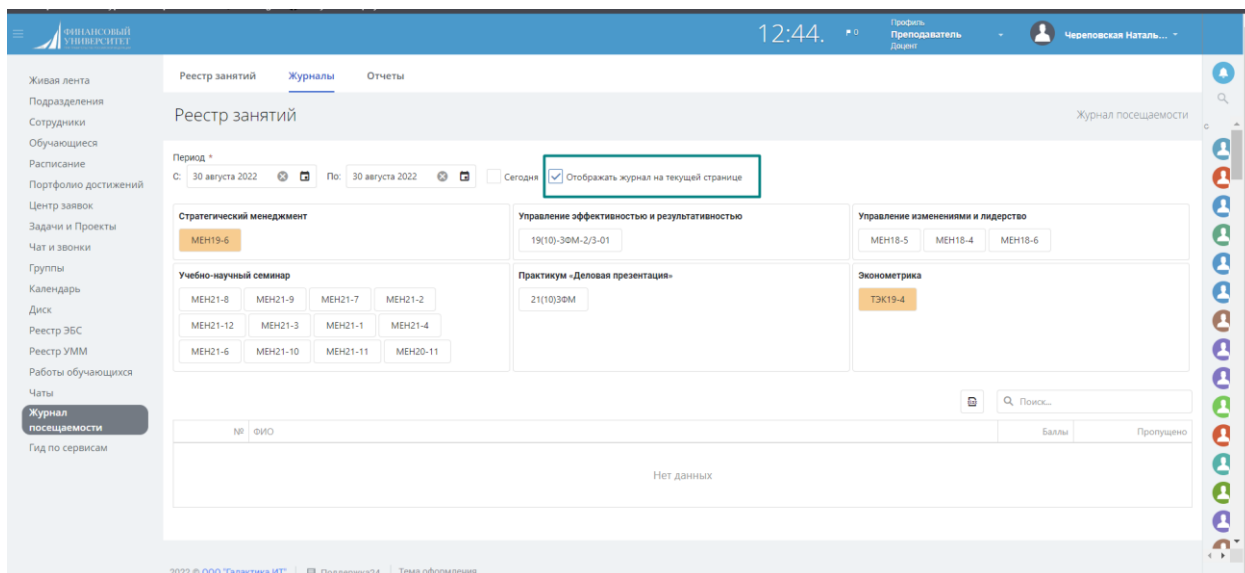 ФИНАНСОВЫЙ
УНИВЕРСИТЕТ
12:44.
0
Профиль
Преподаватель
Доцент
Череповская Наталь...
Живая лента
Подразделения
Сотрудники
Обучающиеся
Расписание
Портфолио достижений
Центр заявок
Задачи и Проекты
Чат и звонки
Группы
Календарь
Диск
Реестр ЭБС
Реестр УММ
Работы обучающихся
Чаты
Журнал
посещаемости
Гид по сервисам
Реестр занятий Журналы Отчеты
Реестр занятий
Журнал посещаемости
Период *
С: 30 августа 2022 По: 30 августа 2022 Сегодня Отображать журнал на текущей странице
Стратегический менеджмент
МЕН19-6
Управление эффективностью и результативностью
19(10)-ЗФМ-2/3-01
Управление изменениями и лидерство
МЕН18-5 МЕН18-4 МЕН18-6
Учебно-научный семинар
МЕН21-8 МЕН21-9 МЕН21-7 МЕН21-2
МЕН21-12 МЕН21-3 МЕН21-1 МЕН21-4
МЕН21-6 МЕН21-10 МЕН21-11 МЕН20-11
Практикум «Деловая презентация»
21(10)ЗФМ
Эконометрика
ТЭК19-4
Поиск...
№ ФИО Баллы Пропущено
Нет данных
2022 © ООО "Галактика ИТ" Поддержка24 Тема оформления